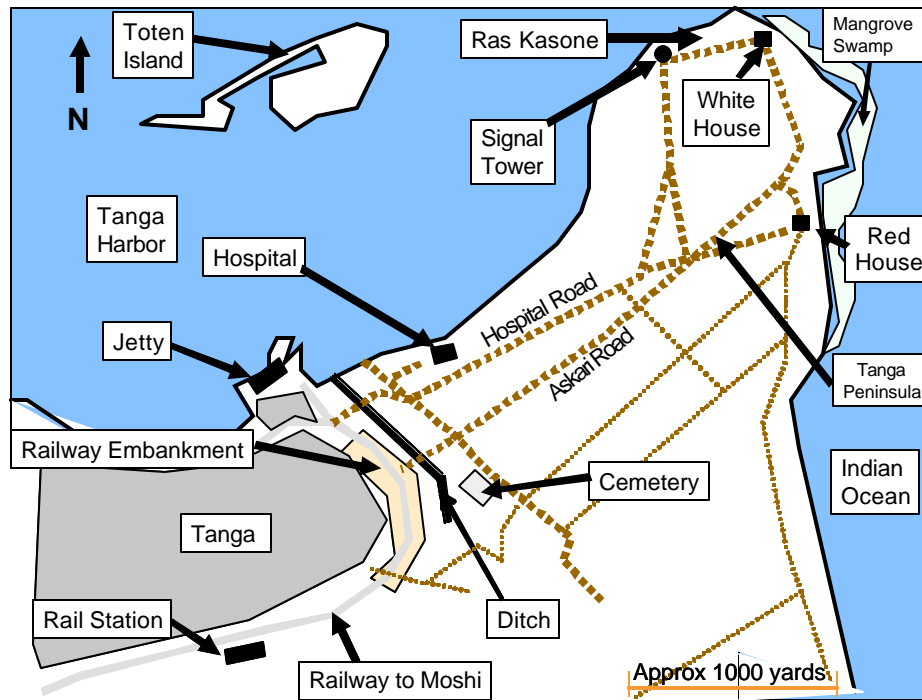 Toten
Island
N
Ras Kasone
Mangrove
Swamp
White
House
Signal
Tower
Tanga
Harbor
Hospital
Red
House
Hospital Road
Jetty
Askari Road
Tanga
Peninsula
Railway Embankment
Cemetery
Indian
Ocean
Tanga
Rail Station
Ditch
Railway to Moshi
Approx 1000 yards